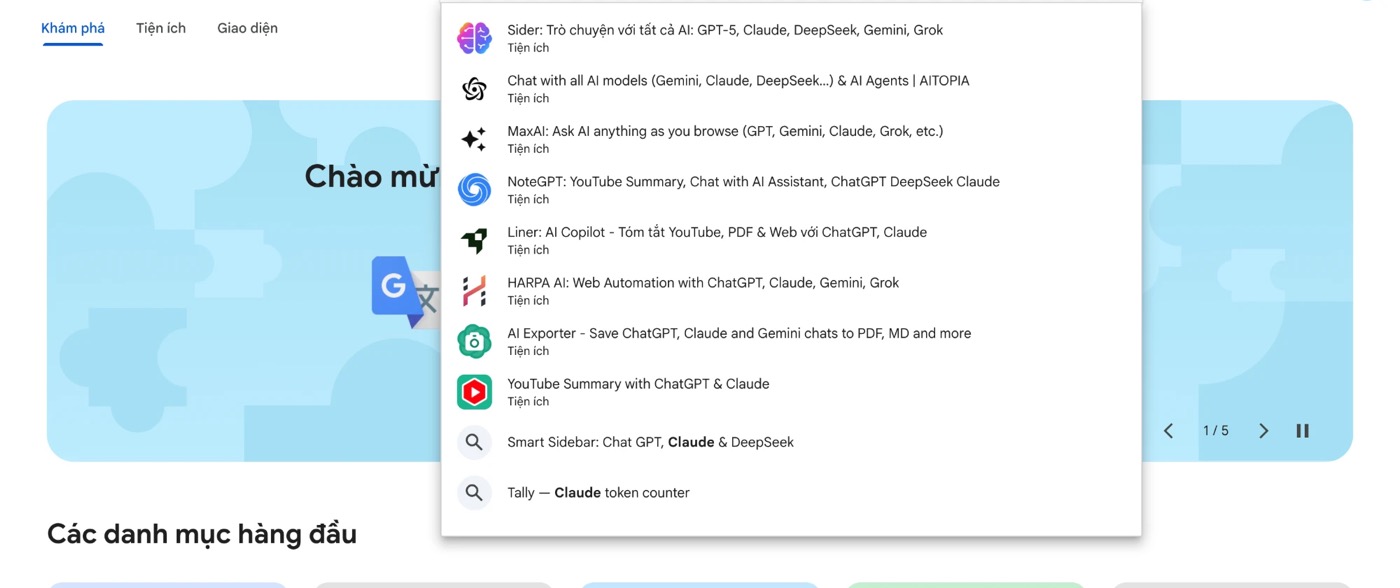 Khám phá
Tiện ích
Giao diện
Chào mừ
G
文
Sider: Trò chuyện với tất cả AI: GPT-5, Claude, DeepSeek, Gemini, Grok
Tiện ích
Chat with all AI models (Gemini, Claude, DeepSeek...) & AI Agents | AITOPIA
Tiện ích
MaxAI: Ask AI anything as you browse (GPT, Gemini, Claude, Grok, etc.)
Tiện ích
NoteGPT: YouTube Summary, Chat with AI Assistant, ChatGPT DeepSeek Claude
Tiện ích
Liner: AI Copilot - Tóm tắt YouTube, PDF & Web với ChatGPT, Claude
Tiện ích
HARPA AI: Web Automation with ChatGPT, Claude, Gemini, Grok
Tiện ích
AI Exporter - Save ChatGPT, Claude and Gemini chats to PDF, MD and more
Tiện ích
YouTube Summary with ChatGPT & Claude
Tiện ích
Smart Sidebar: Chat GPT, Claude & DeepSeek
Tally — Claude token counter
1 / 5
Các danh mục hàng đầu